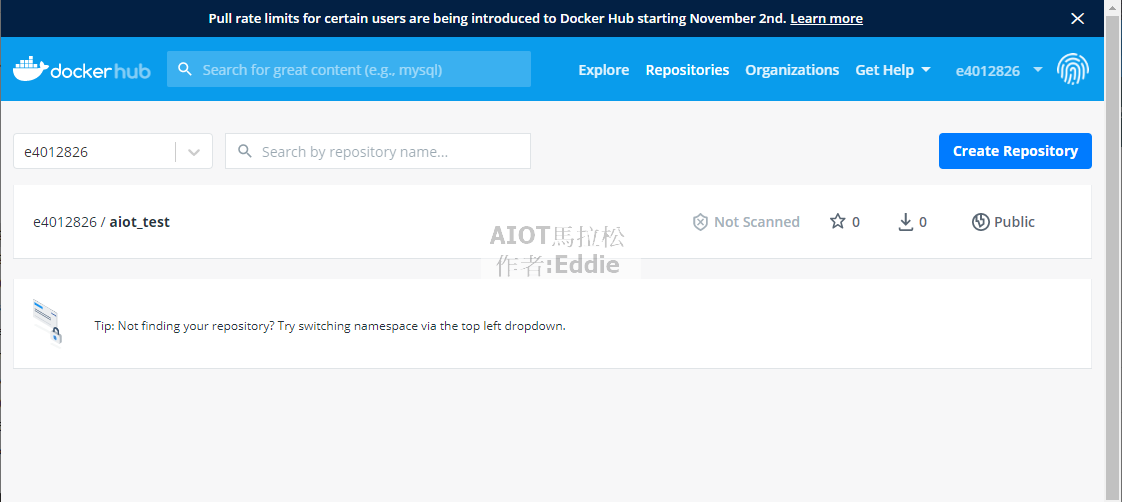 Pull rate limits for certain users are being introduced to Docker Hub starting November 2nd. Learn more
docker hub Search for great content (e.g., mysql) Explore Repositories Organizations Get Help e4012826
e4012826 Search by repository name... Create Repository
e4012826 / aiot_test Not Scanned 0 0 Public
AIOT馬拉松
作者:Eddie
Tip: Not finding your repository? Try switching namespace via the top left dropdown.